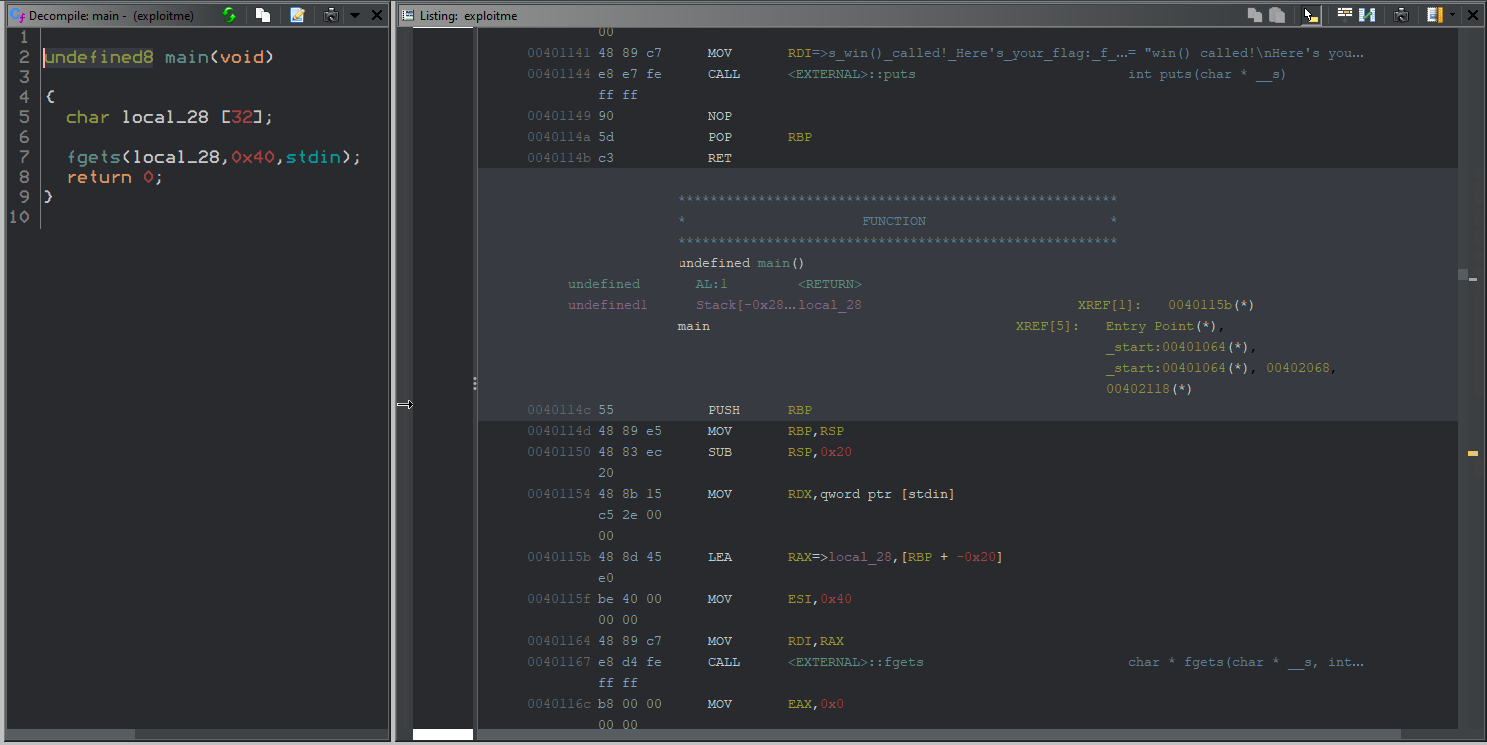 Decompile: main - (exploitme)
1
2 undefined8 main(void)
3
4 {
5 char local_28 [32];
6
7 fgets(local_28,0x40,stdin);
8 return 0;
9 }
10
Listing: exploitme
00
00401141 48 89 c7 MOV RDI=>s_win()_called!_Here's_your_flag:_f_...= "win() called!\nHere's you...
00401144 e8 e7 fe CALL <EXTERNAL>::puts int puts(char * __s)
ff ff
00401149 90 NOP
0040114a 5d POP RBP
0040114b c3 RET
*******************************************************
* FUNCTION *
*******************************************************
undefined main()
undefined AL:1 <RETURN>
undefined1 Stack[-0x28...local_28 XREF[1]: 0040115b(*)
main XREF[5]: Entry Point(*),
_start:00401064(*),
_start:00401064(*), 00402068,
00402118(*)
0040114c 55 PUSH RBP
0040114d 48 89 e5 MOV RBP,RSP
00401150 48 83 ec SUB RSP,0x20
20
00401154 48 8b 15 MOV RDX,qword ptr [stdin]
c5 2e 00
00
0040115b 48 8d 45 LEA RAX=>local_28,[RBP + -0x20]
e0
0040115f be 40 00 MOV ESI,0x40
00 00
00401164 48 89 c7 MOV RDI,RAX
00401167 e8 d4 fe CALL <EXTERNAL>::fgets char * fgets(char * __s, int...
ff ff
0040116c b8 00 00 MOV EAX,0x0
00 00